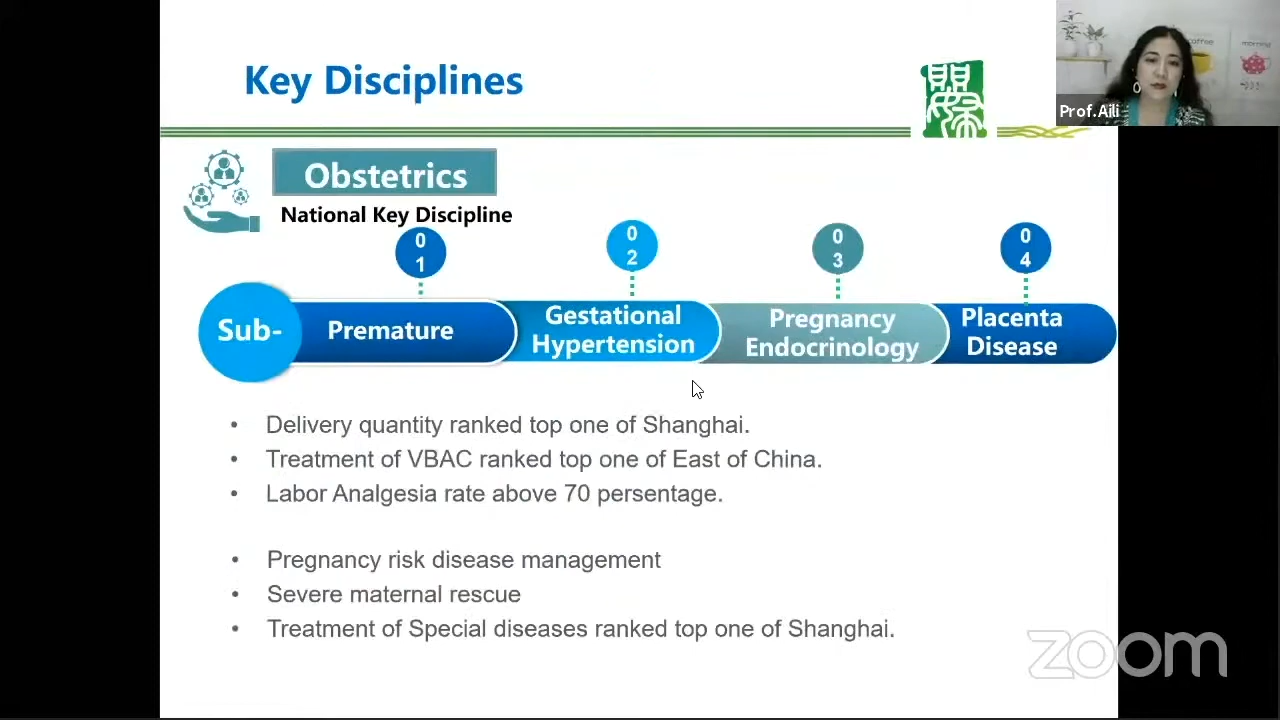 Key Disciplines
coffee
morning
Prof.Aili
Obstetrics
National Key Discipline
0
1
0
2
0
3
0
4
Sub-
Premature
Gestational
Hypertension
Pregnancy
Endocrinology
Placenta
Disease
• Delivery quantity ranked top one of Shanghai.
• Treatment of VBAC ranked top one of East of China.
• Labor Analgesia rate above 70 persentage.
• Pregnancy risk disease management
• Severe maternal rescue
• Treatment of Special diseases ranked top one of Shanghai.
zoom